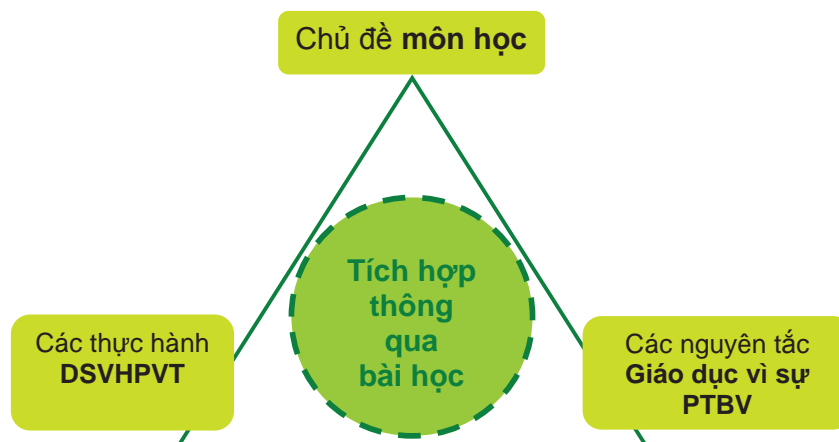 Chủ đề môn học
Tích hợp
thông
qua
bài học
Các thực hành
DSVHPVT
Các nguyên tắc
Giáo dục vì sự
PTBV